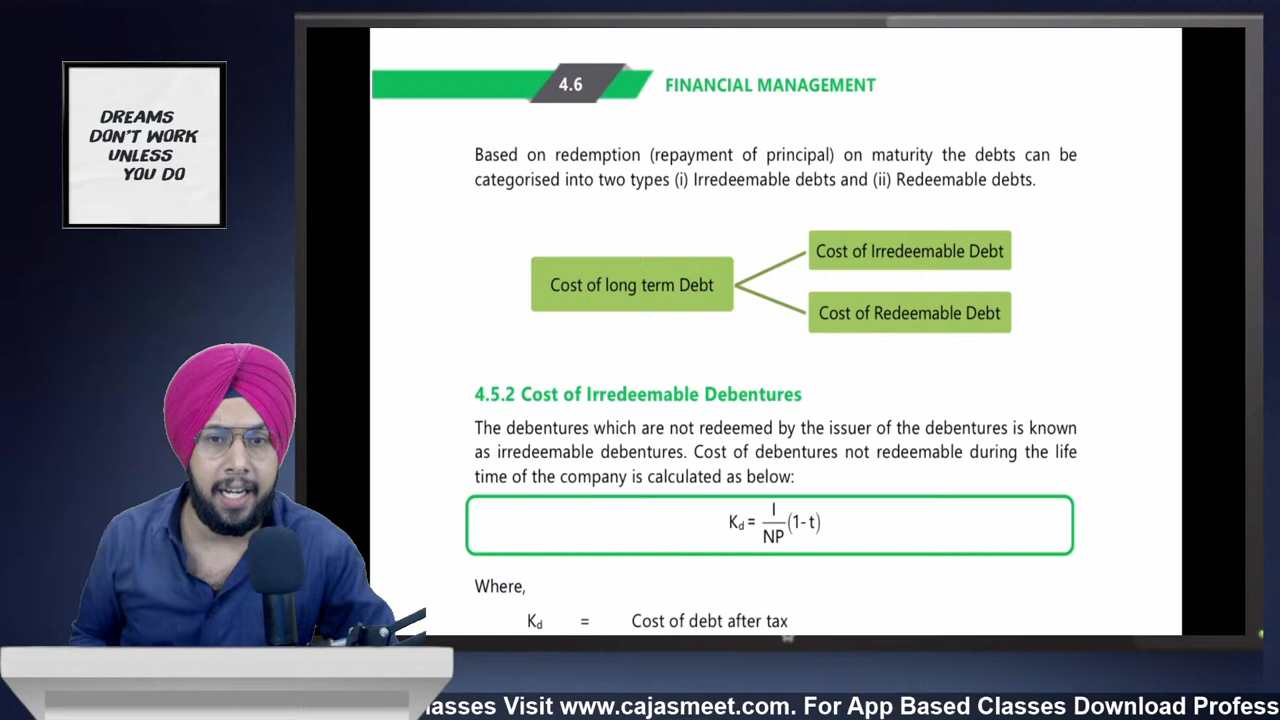 DREAMS
DON'T WORK
UNLESS
YOU DO
4.6 FINANCIAL MANAGEMENT
Based on redemption (repayment of principal) on maturity the debts can be
categorised into two types (i) Irredeemable debts and (ii) Redeemable debts.
Cost of Irredeemable Debt
Cost of long term Debt
Cost of Redeemable Debt
4.5.2 Cost of Irredeemable Debentures
The debentures which are not redeemed by the issuer of the debentures is known
as irredeemable debentures. Cost of debentures not redeemable during the life
time of the company is calculated as below:
Kd = I/NP (1- t)
Where,
Kd = Cost of debt after tax
lasses Visit www.cajasmeet.com. For App Based Classes Download Profess